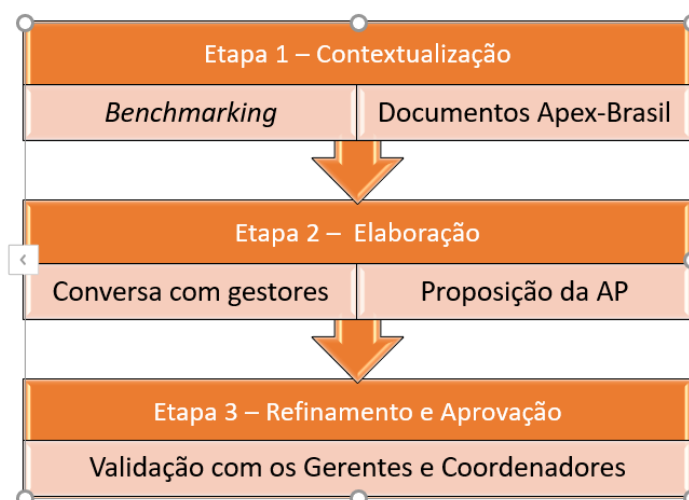 Etapa 1 – Contextualização
Benchmarking
Documentos Apex-Brasil
Etapa 2 – Elaboração
Conversa com gestores
Proposição da AP
Etapa 3 – Refinamento e Aprovação
Validação com os Gerentes e Coordenadores